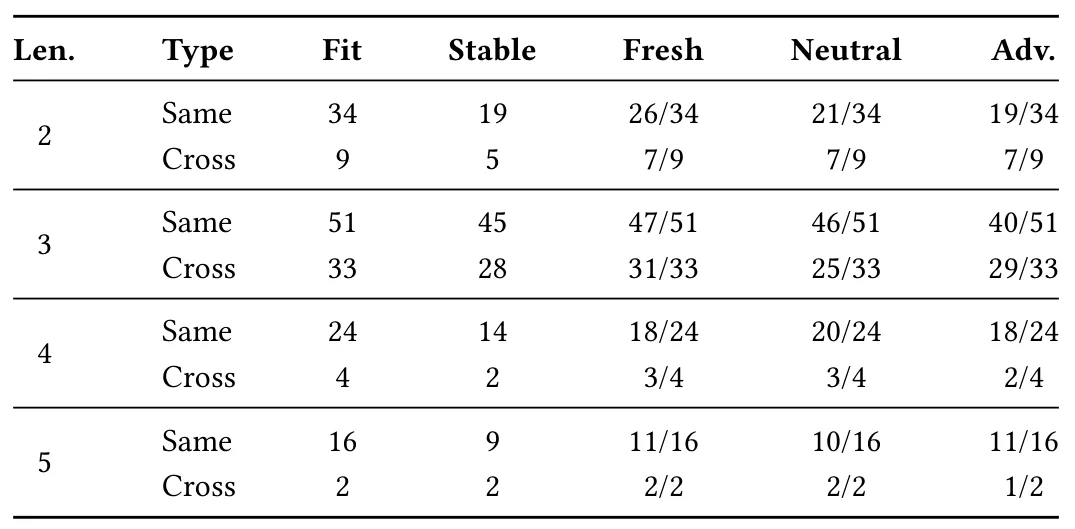 Len. Type Fit Stable Fresh Neutral Adv.
2 Same 34 19 26/34 21/34 19/34
Cross 9 5 7/9 7/9 7/9
3 Same 51 45 47/51 46/51 40/51
Cross 33 28 31/33 25/33 29/33
4 Same 24 14 18/24 20/24 18/24
Cross 4 2 3/4 3/4 2/4
5 Same 16 9 11/16 10/16 11/16
Cross 2 2 2/2 2/2 1/2